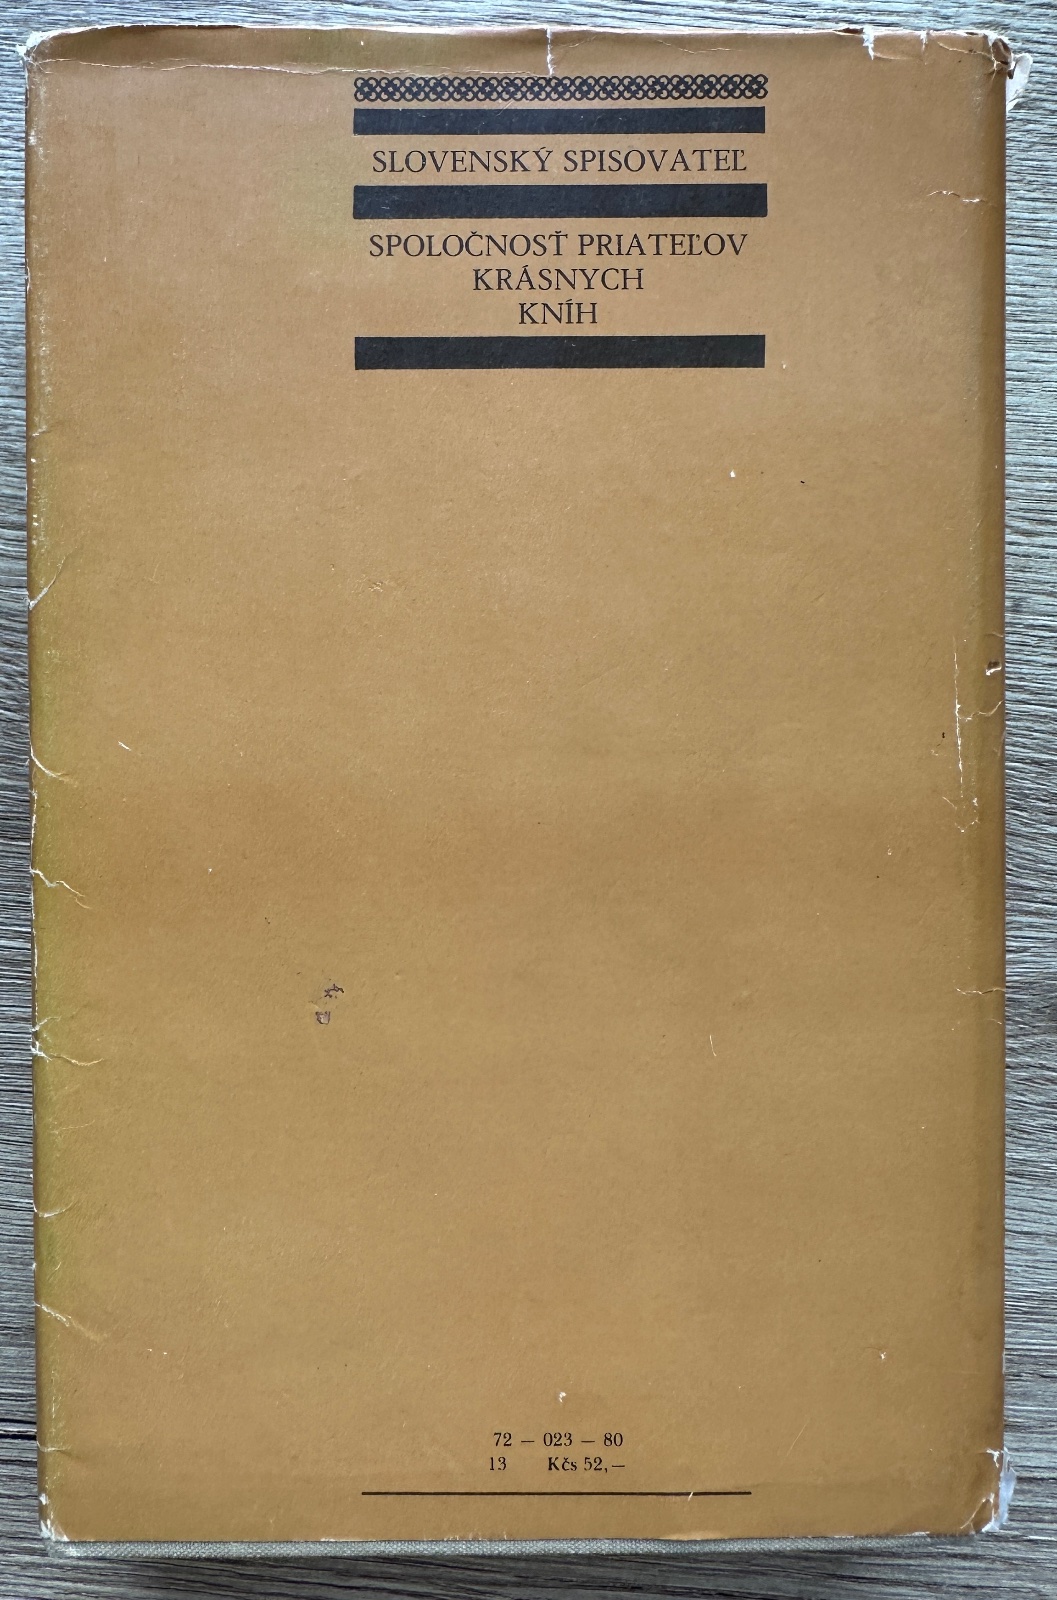 SLOVENSKÝ SPISOVATEĽ
SPOLOČNOSŤ PRIATEĽOV
KRÁSNYCH
KNÍH
72 — 023 — 80
13 Kčs 52,—